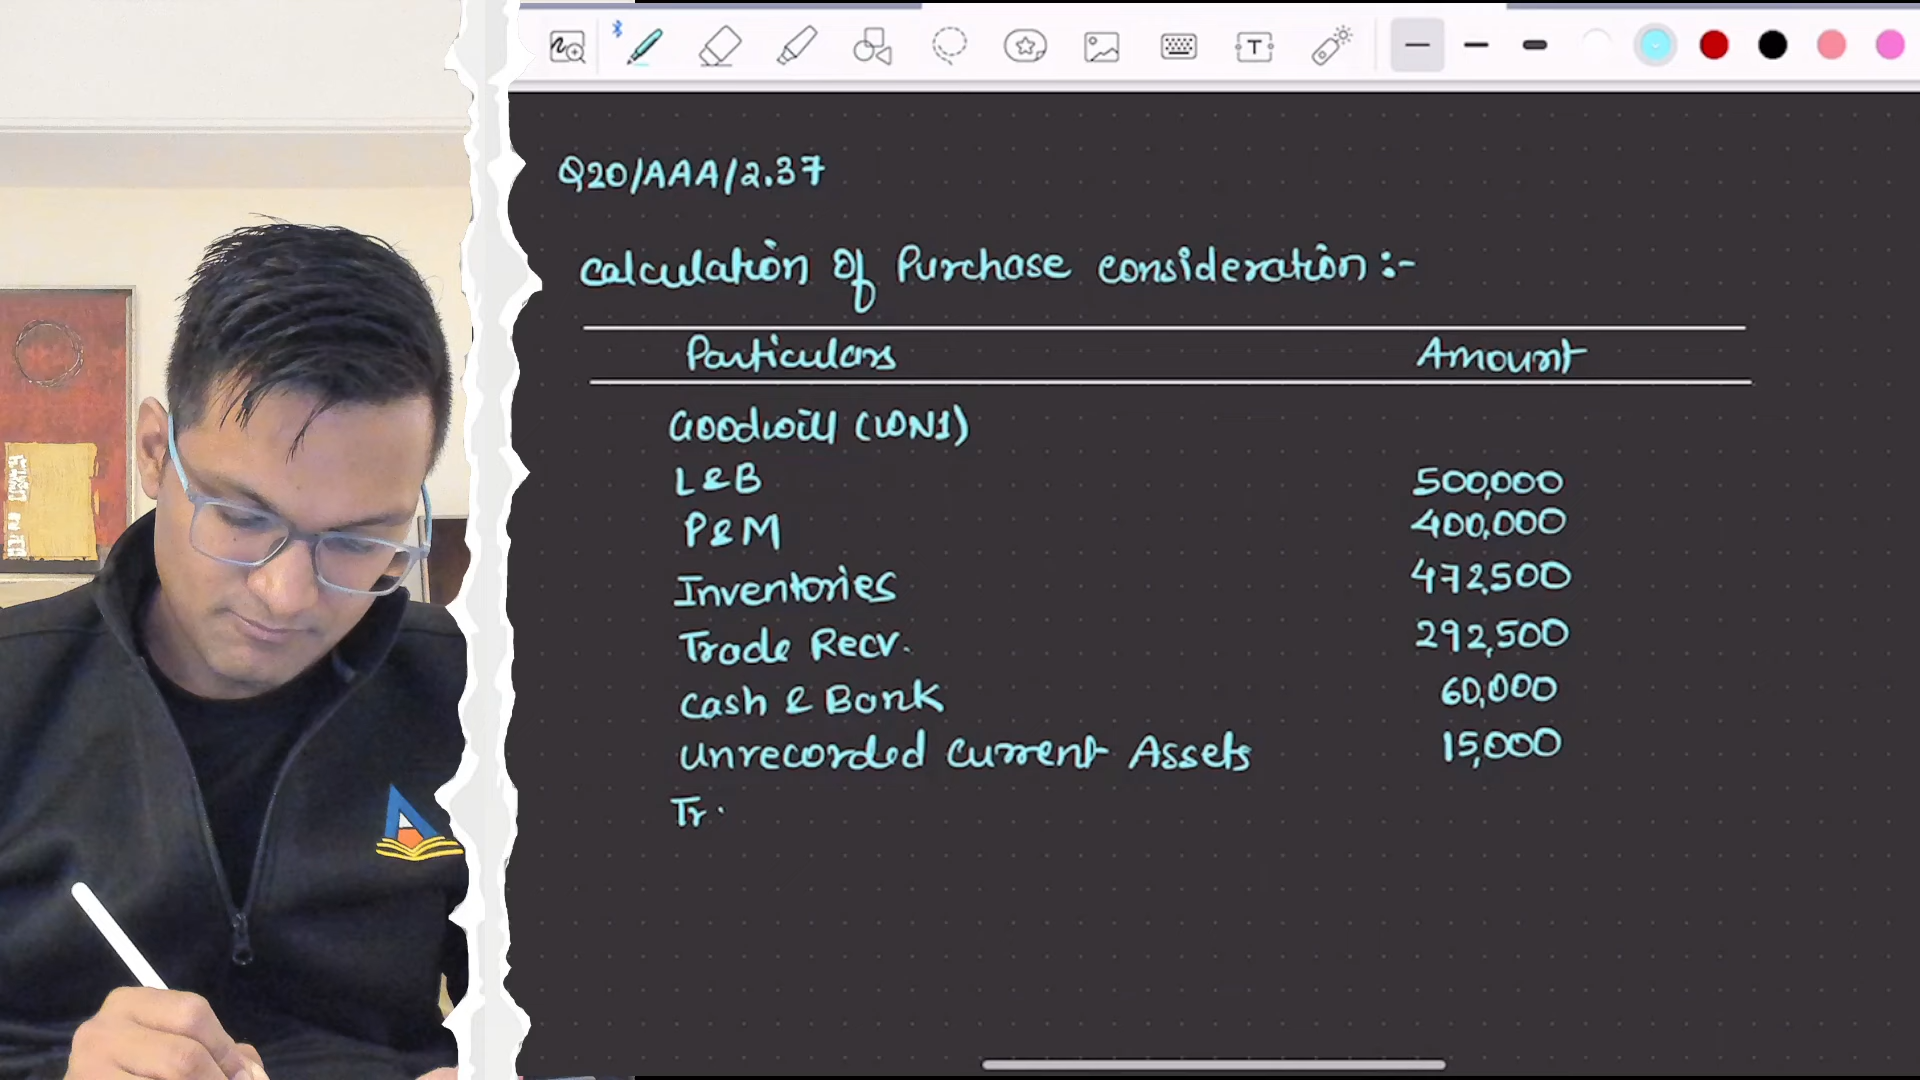 Q20/AAA/2.37
Calculation of Purchase consideration :-
Particulars Amount
Goodwill (WN1)
L&B 500,000
P&M 400,000
Inventories 472,500
Trade Recv. 292,500
Cash & Bank 60,000
Unrecorded Current Assets 15,000
Tr.